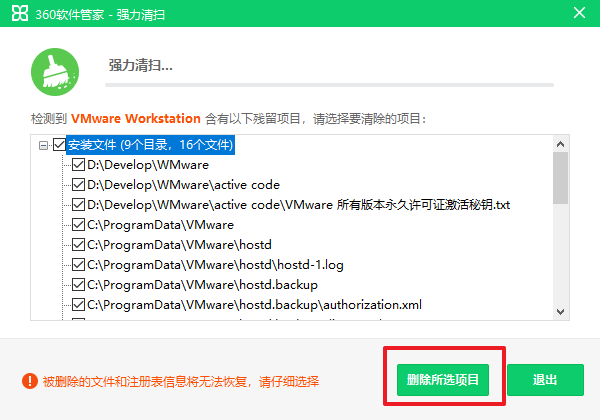 360软件管家 - 强力清扫
强力清扫...
检测到 VMware Workstation 含有以下残留项目，请选择要清除的项目：
安装文件 (9个目录，16个文件)
D:\Develop\WMware
D:\Develop\WMware\active code
D:\Develop\WMware\active code\VMware 所有版本永久许可证激活秘钥.txt
C:\ProgramData\VMware
C:\ProgramData\VMware\hostd
C:\ProgramData\VMware\hostd\hostd-1.log
C:\ProgramData\VMware\hostd.backup
C:\ProgramData\VMware\hostd.backup\authorization.xml
被删除的文件和注册表信息将无法恢复，请仔细选择
删除所选项目
退出